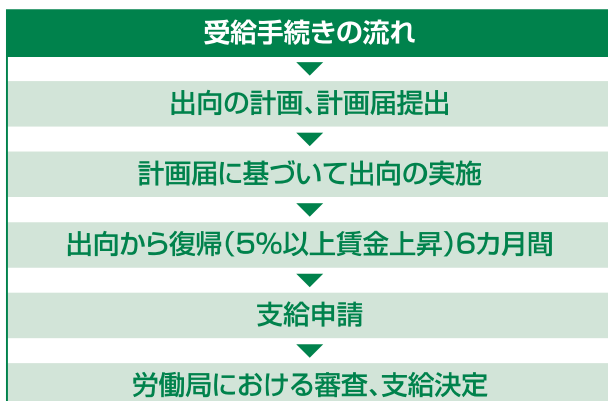 受給手続きの流れ
出向の計画、計画届提出
計画届に基づいて出向の実施
出向から復帰(5%以上賃金上昇)6カ月間
支給申請
労働局における審査、支給決定